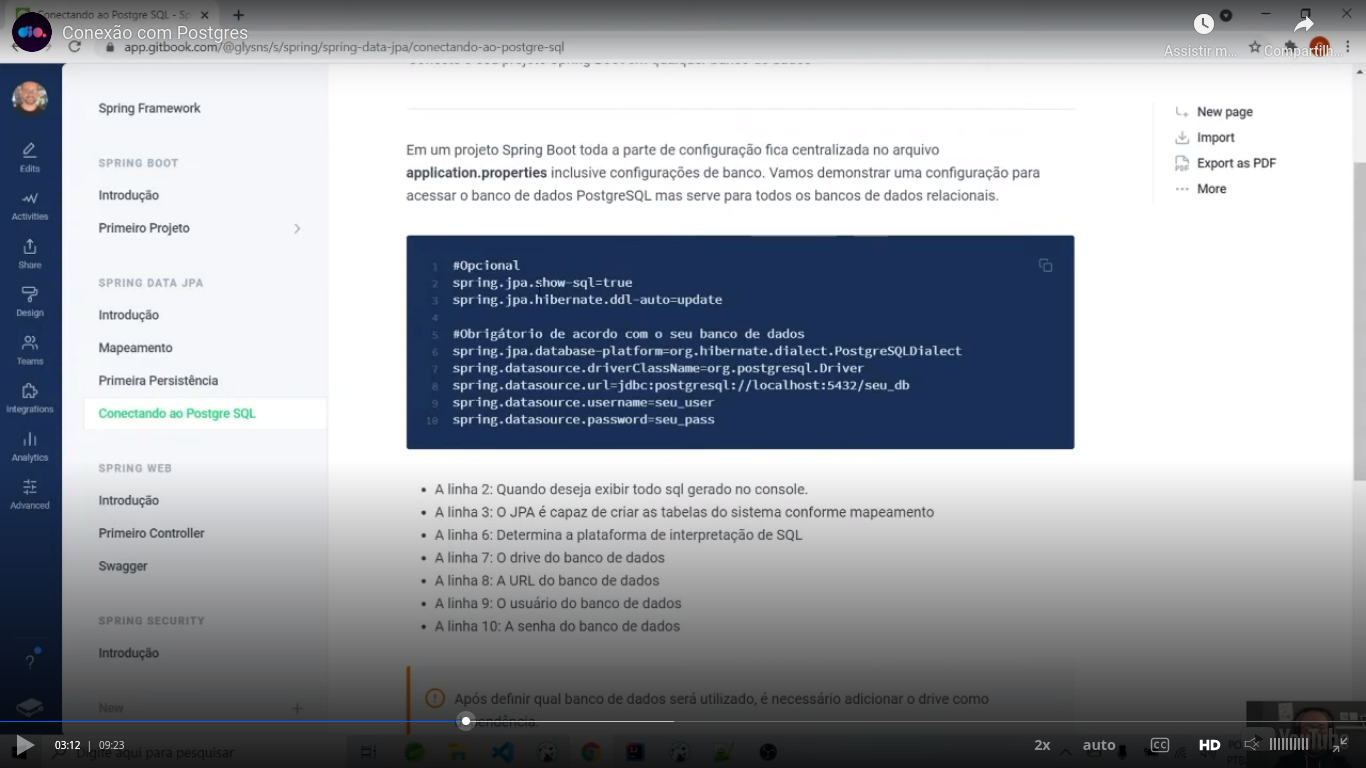 Conectando ao Postgre SQL - Sp
Conexão com Postgres
app.gitbook.com/@glysns/s/spring/spring-data-jpa/conectando-ao-postgre-sql
Assistir m...
Compartilh...
Edits
Activities
Share
Design
Teams
Integrations
Analytics
Advanced
Spring Framework
SPRING BOOT
Introdução
Primeiro Projeto
SPRING DATA JPA
Introdução
Mapeamento
Primeira Persistência
Conectando ao Postgre SQL
SPRING WEB
Introdução
Primeiro Controller
Swagger
SPRING SECURITY
Introdução
New
Em um projeto Spring Boot toda a parte de configuração fica centralizada no arquivo
application.properties inclusive configurações de banco. Vamos demonstrar uma configuração para
acessar o banco de dados PostgreSQL mas serve para todos os bancos de dados relacionais.
1 #Opcional
2 spring.jpa.show-sql=true
3 spring.jpa.hibernate.ddl-auto=update
4
5 #Obrigátorio de acordo com o seu banco de dados
6 spring.jpa.database-platform=org.hibernate.dialect.PostgreSQLDialect
7 spring.datasource.driverClassName=org.postgresql.Driver
8 spring.datasource.url=jdbc:postgresql://localhost:5432/seu_db
9 spring.datasource.username=seu_user
10 spring.datasource.password=seu_pass
• A linha 2: Quando deseja exibir todo sql gerado no console.
• A linha 3: O JPA é capaz de criar as tabelas do sistema conforme mapeamento
• A linha 6: Determina a plataforma de interpretação de SQL
• A linha 7: O drive do banco de dados
• A linha 8: A URL do banco de dados
• A linha 9: O usuário do banco de dados
• A linha 10: A senha do banco de dados
Após definir qual banco de dados será utilizado, é necessário adicionar o drive como
dependência.
New page
Import
Export as PDF
More
03:12 | 09:23
Digite aqui para pesquisar
2x
auto
CC
HD
YouTube